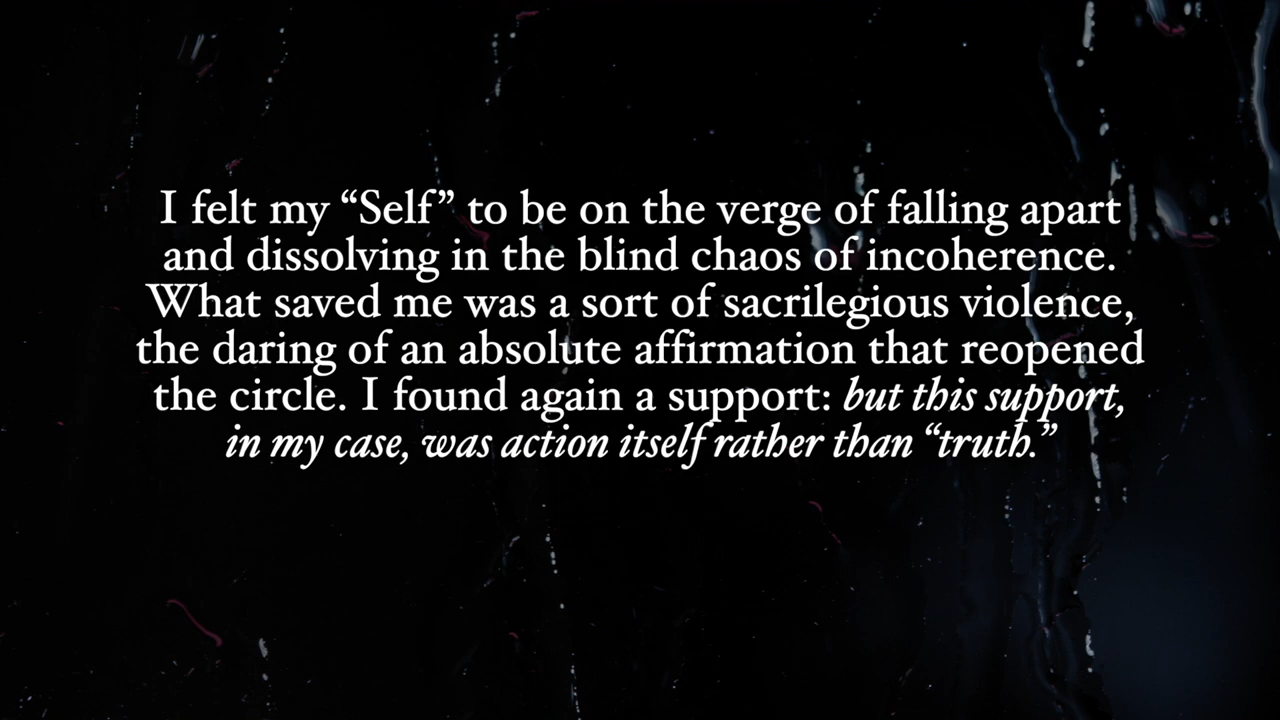 I felt my “Self” to be on the verge of falling apart
and dissolving in the blind chaos of incoherence.
What saved me was a sort of sacrilegious violence,
the daring of an absolute affirmation that reopened
the circle. I found again a support: but this support,
in my case, was action itself rather than “truth.”